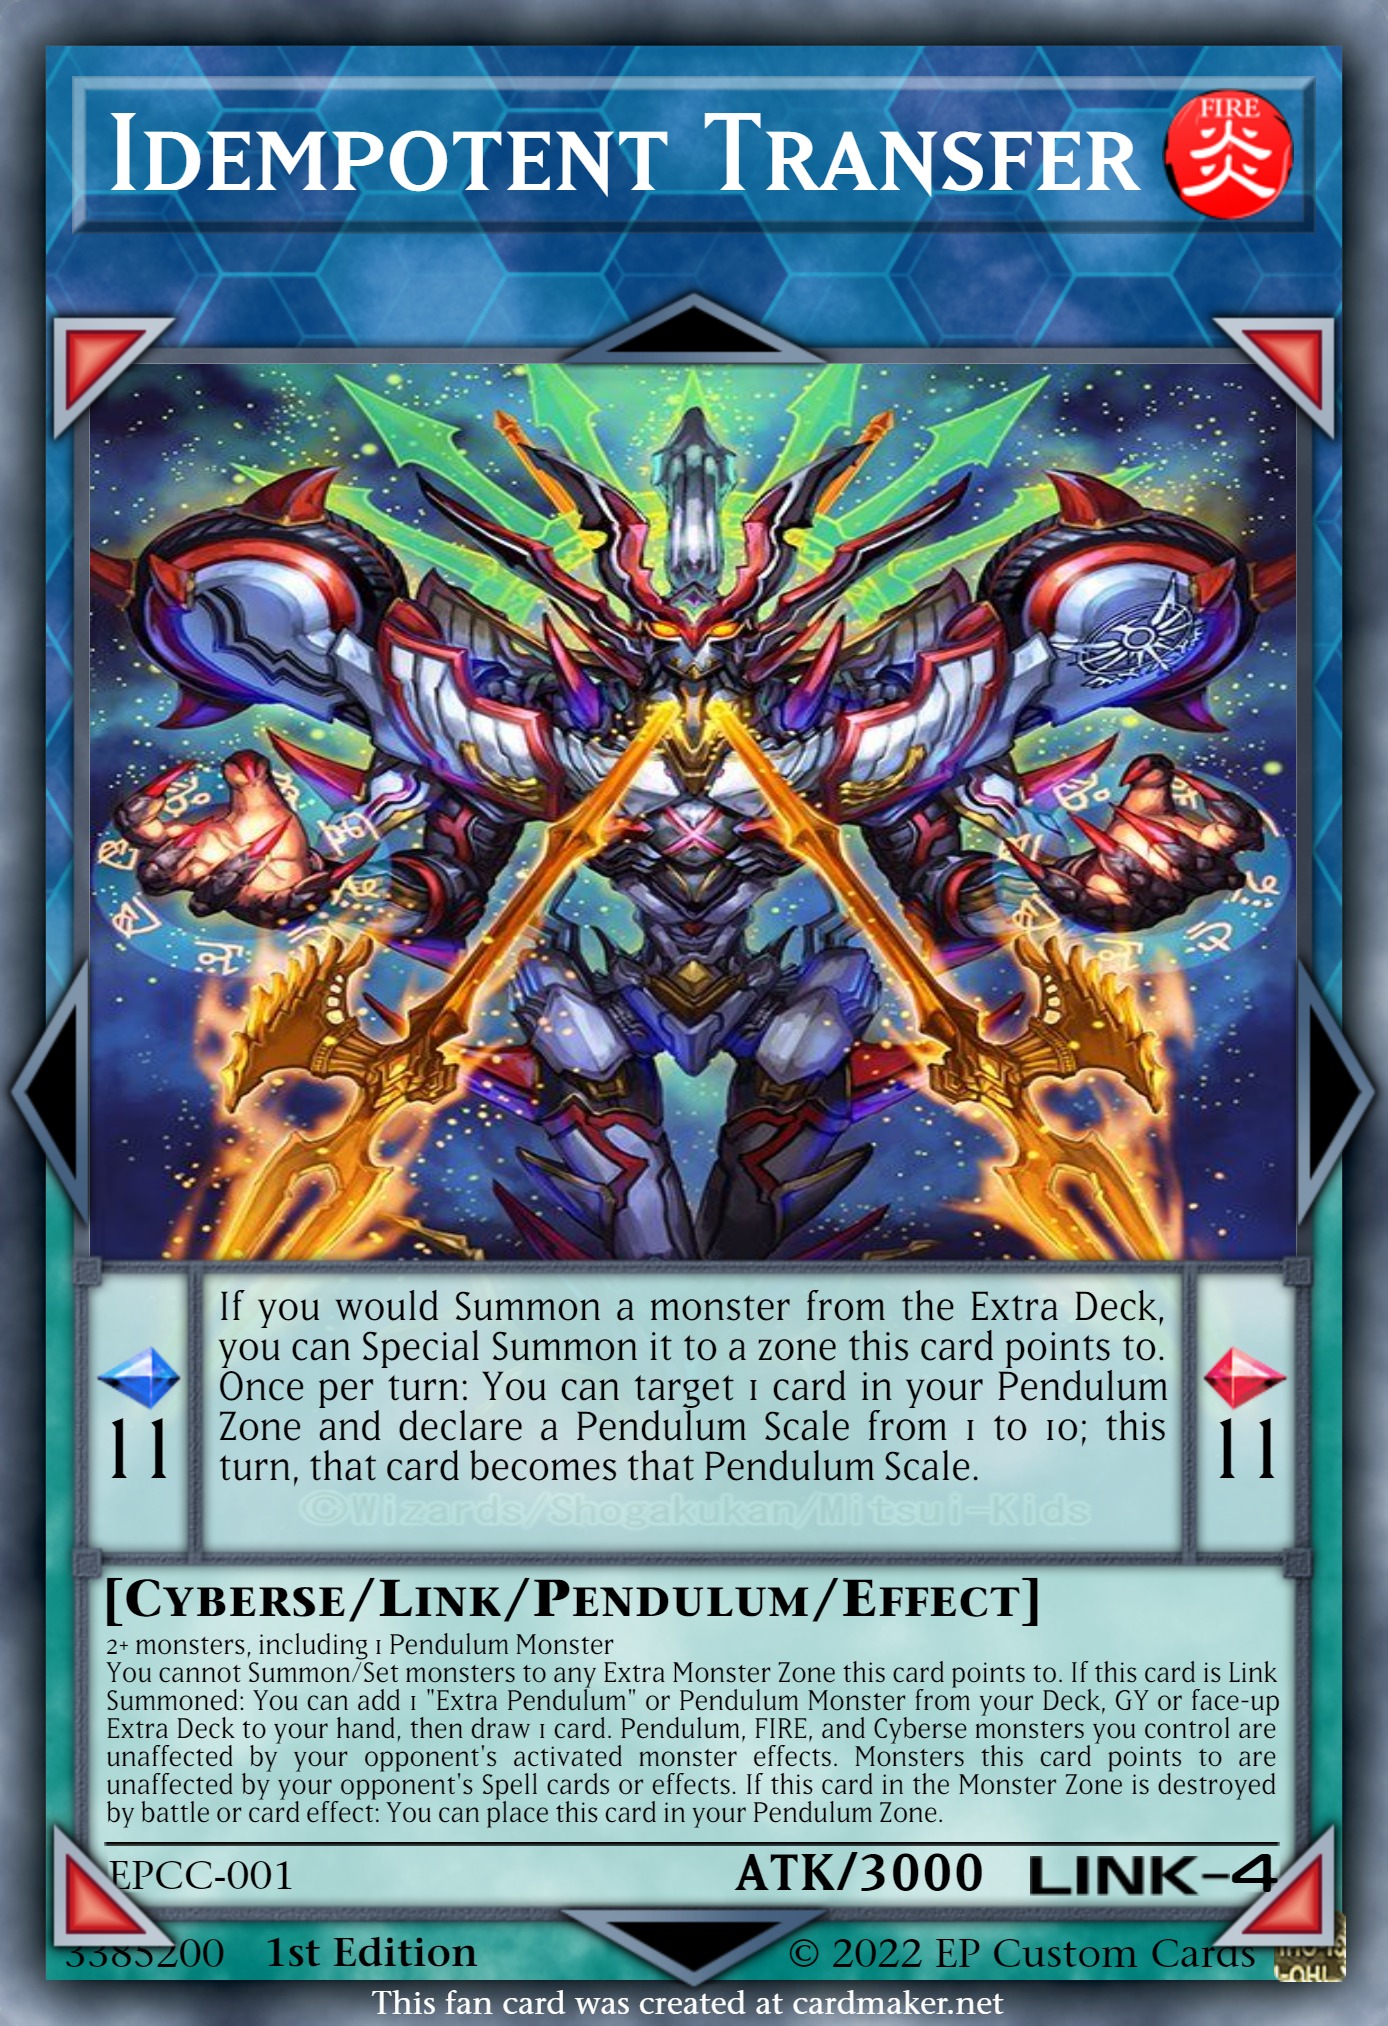 Idempotent Transfer
FIRE
炎
If you would Summon a monster from the Extra Deck,
you can Special Summon it to a zone this card points to.
Once per turn: You can target 1 card in your Pendulum
Zone and declare a Pendulum Scale from 1 to 10; this
turn, that card becomes that Pendulum Scale.
11
11
©Wizards/Shogakukan/Mitsui-Kids
[Cyberse/Link/Pendulum/Effect]
2+ monsters, including 1 Pendulum Monster
You cannot Summon/Set monsters to any Extra Monster Zone this card points to. If this card is Link
Summoned: You can add 1 "Extra Pendulum" or Pendulum Monster from your Deck, GY or face-up
Extra Deck to your hand, then draw 1 card. Pendulum, FIRE, and Cyberse monsters you control are
unaffected by your opponent's activated monster effects. Monsters this card points to are
unaffected by your opponent's Spell cards or effects. If this card in the Monster Zone is destroyed
by battle or card effect: You can place this card in your Pendulum Zone.
EPCC-001 ATK/3000 LINK-4
3385200 1st Edition © 2022 EP Custom Cards
This fan card was created at cardmaker.net